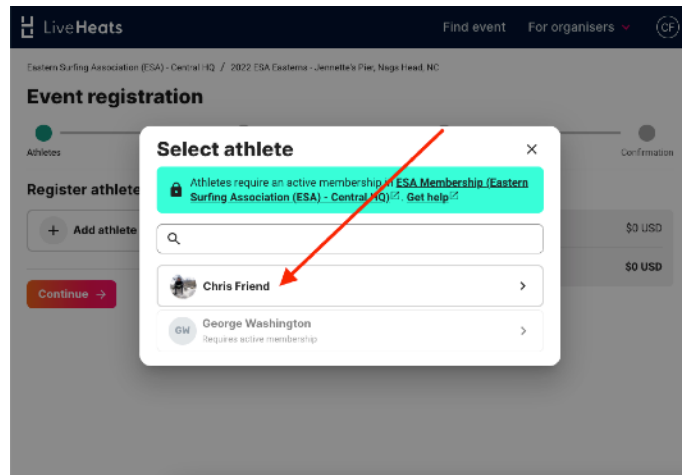 LiveHeats
Find event For organisers CF
Eastern Surfing Association (ESA) - Central HQ / 2022 ESA Easterns - Jennette's Pier, Nags Head, NC
Event registration
Athletes
Confirmation
Select athlete
Athletes require an active membership in ESA Membership (Eastern
Surfing Association (ESA) - Central HQ). Get help
Register athlete
+ Add athlete
$0 USD
$0 USD
Continue →
Chris Friend
GW
George Washington
Requires active membership